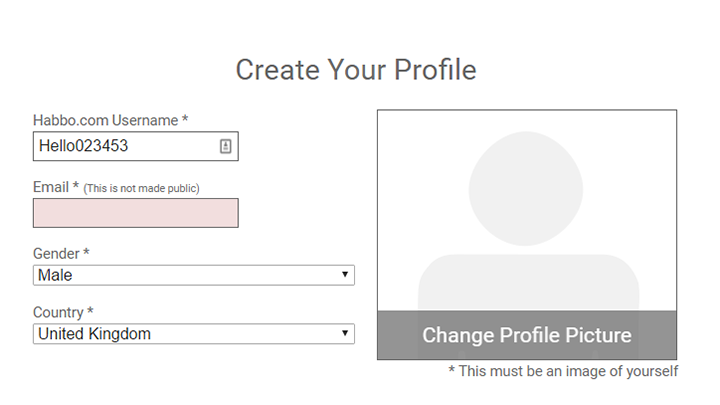 Create Your Profile
Habbo.com Username *
Hello023453
Email * (This is not made public)
Gender *
Male
Country *
United Kingdom
Change Profile Picture
* This must be an image of yourself